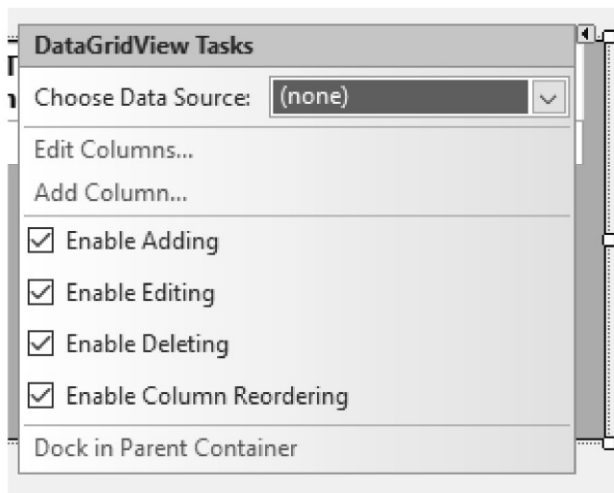 DataGridView Tasks
Choose Data Source: (none)
Edit Columns...
Add Column...
Enable Adding
Enable Editing
Enable Deleting
Enable Column Reordering
Dock in Parent Container